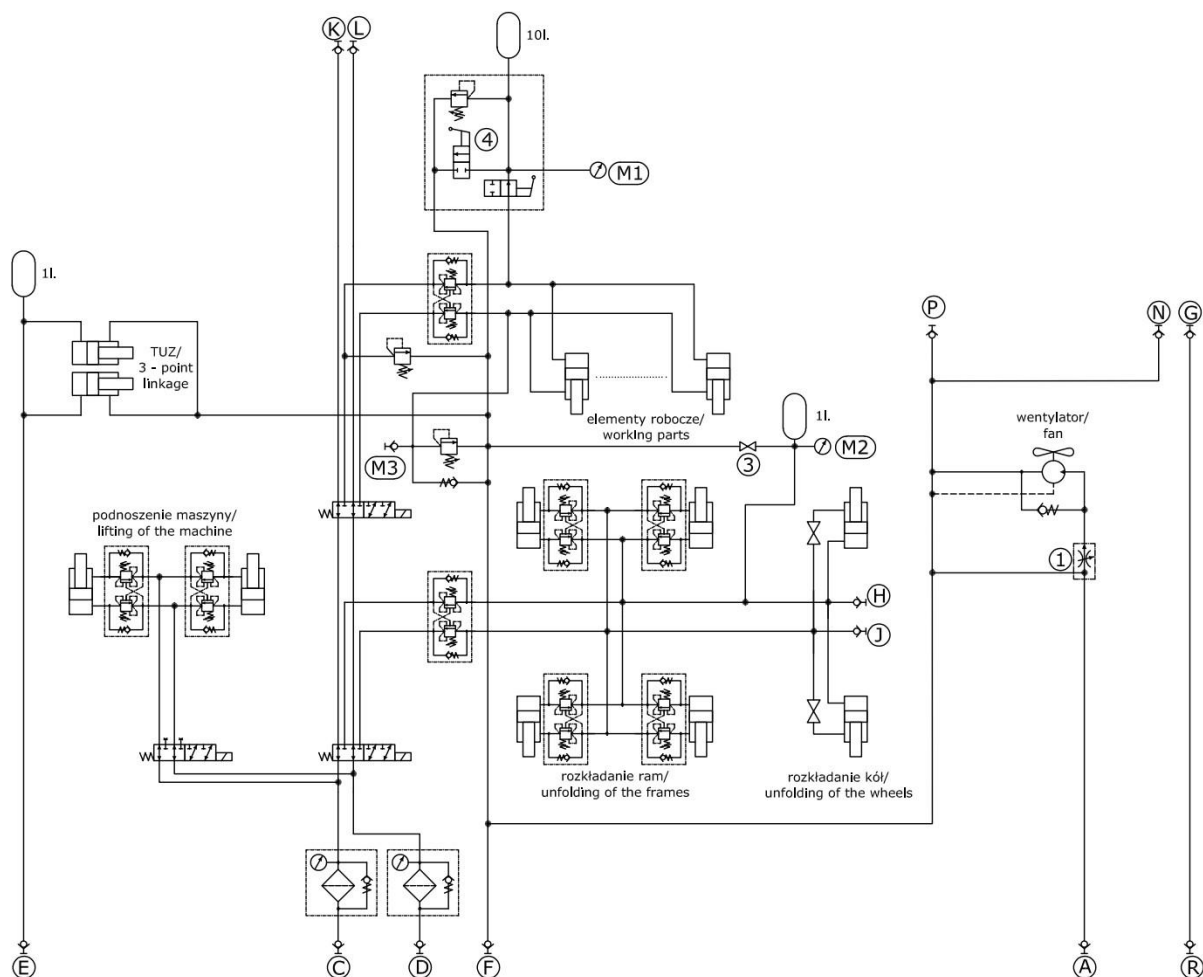 K L
10l.
4
M1
1l.
P
N
G
TUZ/
3 - point
linkage
elementy robocze/
working parts
1l.
wentylator/
fan
M3
3
M2
podnoszenie maszyny/
lifting of the machine
1
H
J
rozkładanie ram/
unfolding of the frames
rozkładanie kół/
unfolding of the wheels
E
C
D
F
A
R